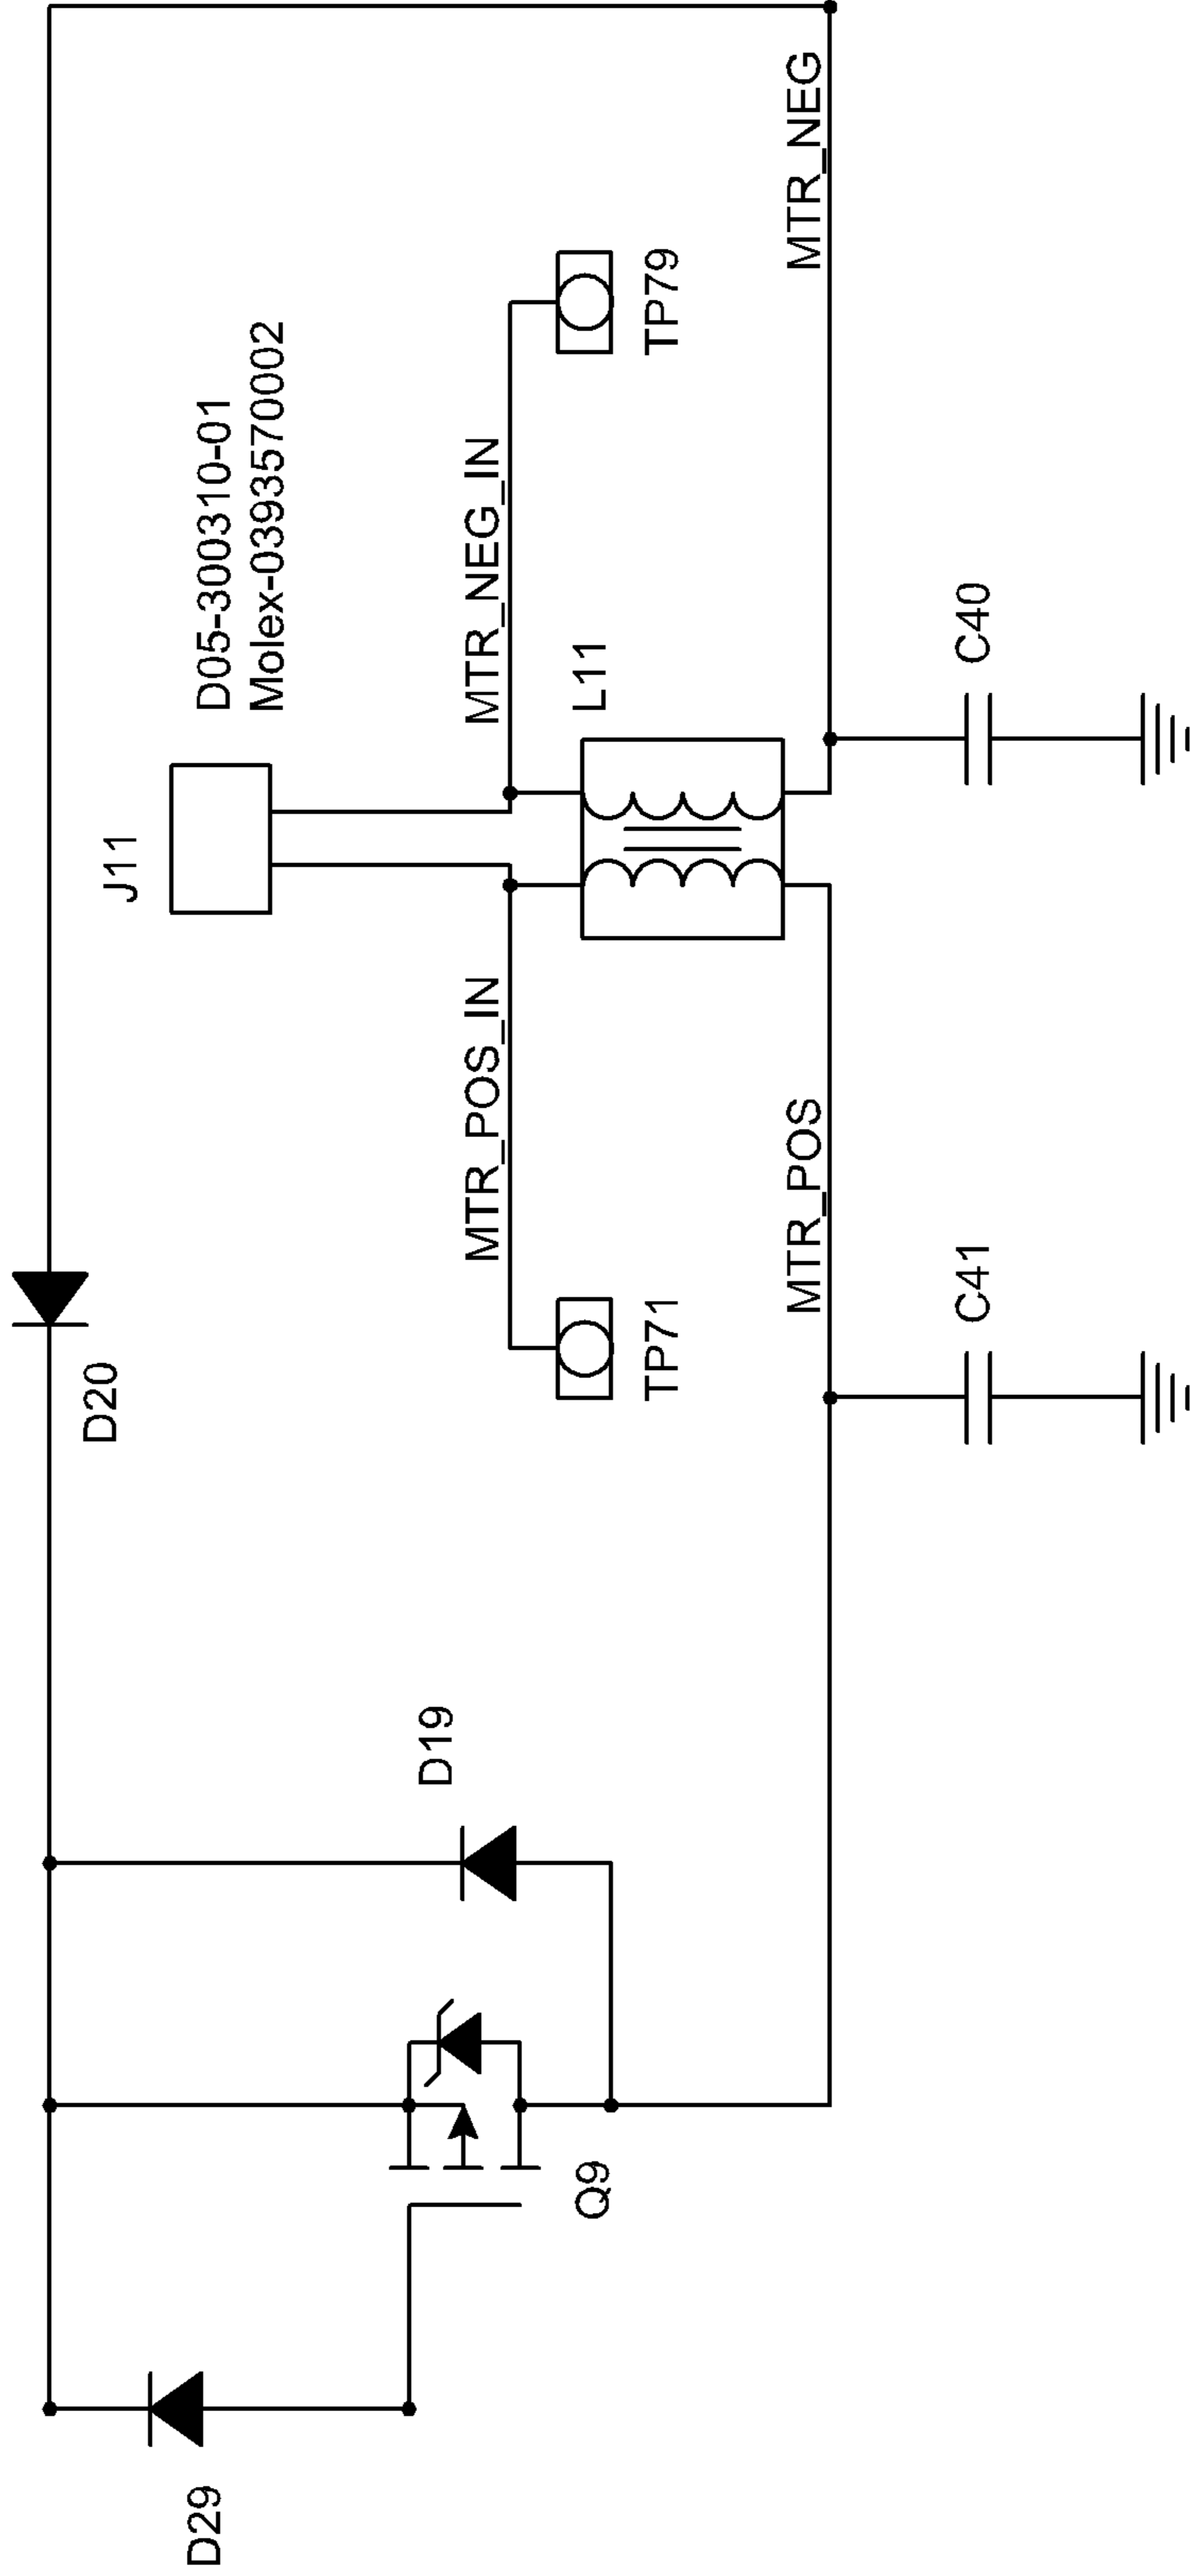 D29
D20
Q9
D19
J11
D05-300310-01
Molex-0393570002
MTR_POS_IN
MTR_NEG_IN
TP71
L11
TP79
MTR_POS
MTR_NEG
C41
C40